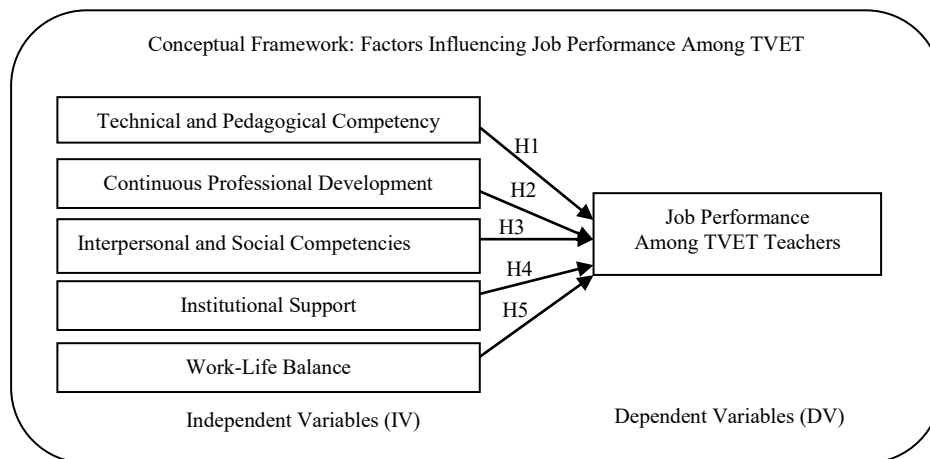 Conceptual Framework: Factors Influencing Job Performance Among TVET
Technical and Pedagogical Competency
H1
Continuous Professional Development
H2
Interpersonal and Social Competencies
H3
Institutional Support
H4
Work-Life Balance
H5
Job Performance
Among TVET Teachers
Independent Variables (IV)
Dependent Variables (DV)